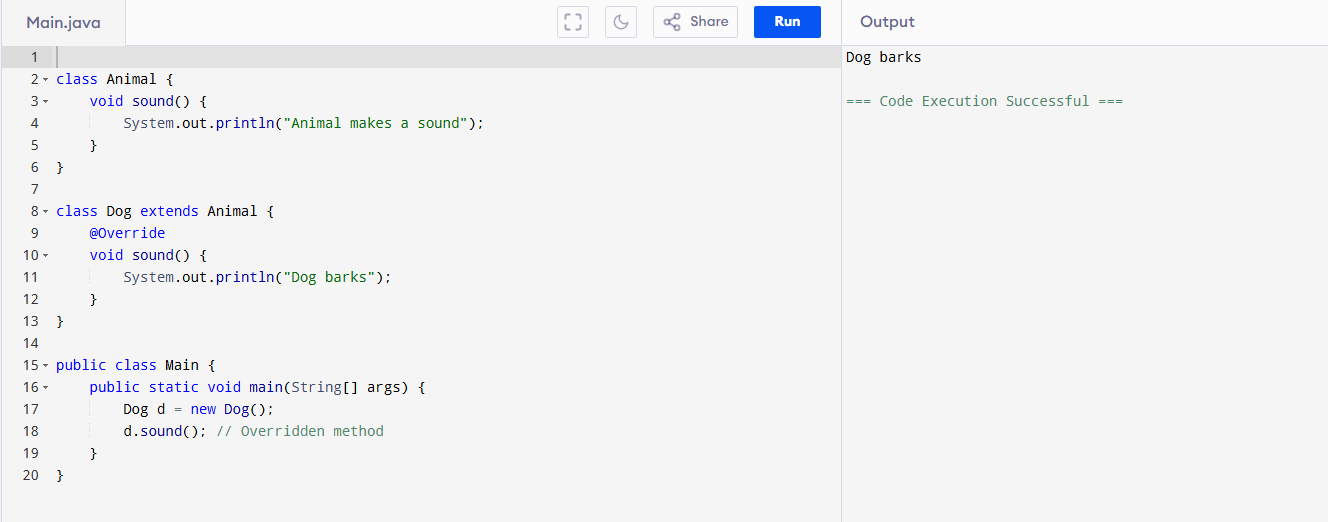 Main.java
Share
Run
Output
1
2 class Animal {
3     void sound() {
4         System.out.println("Animal makes a sound");
5     }
6 }
7
8 class Dog extends Animal {
9     @Override
10     void sound() {
11         System.out.println("Dog barks");
12     }
13 }
14
15 public class Main {
16     public static void main(String[] args) {
17         Dog d = new Dog();
18         d.sound(); // Overridden method
19     }
20 }
Dog barks
=== Code Execution Successful ===